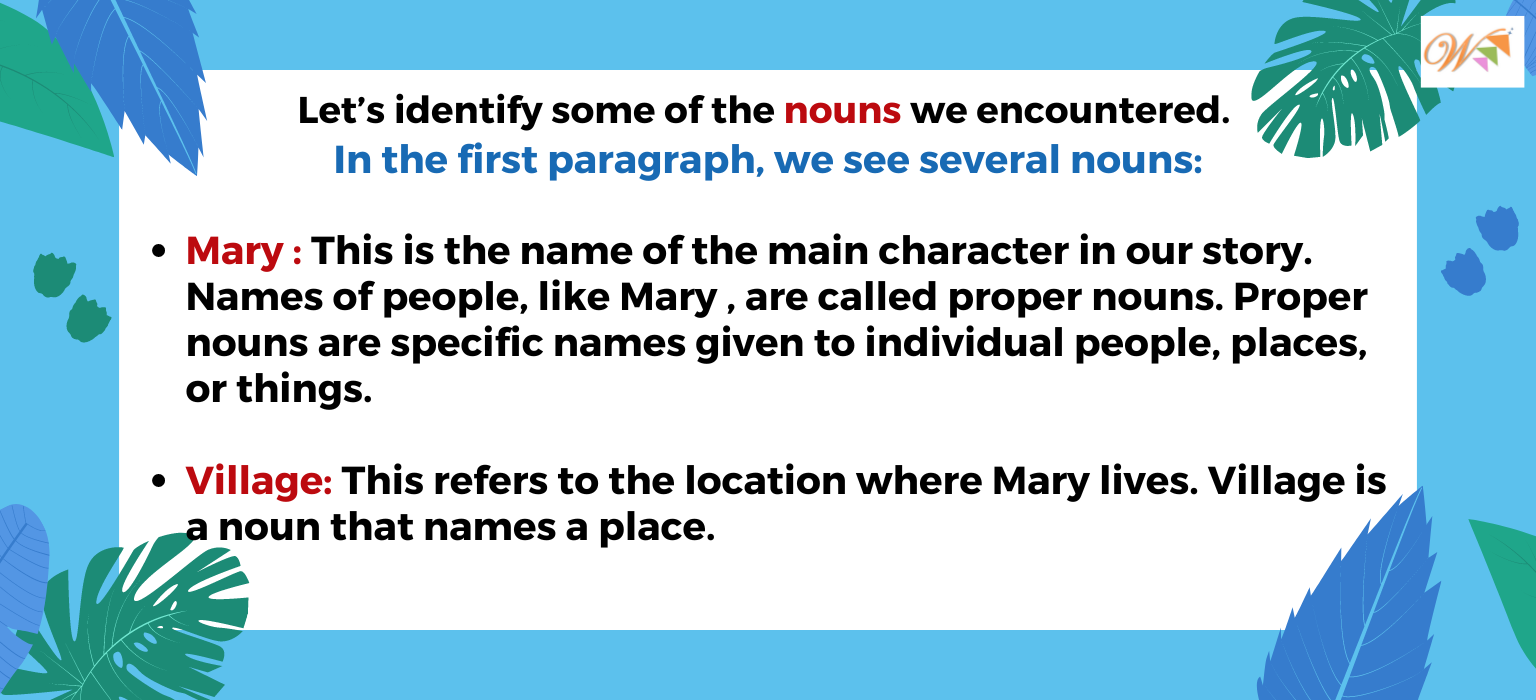 Let’s identify some of the nouns we encountered.
In the first paragraph, we see several nouns:
• Mary : This is the name of the main character in our story.
Names of people, like Mary , are called proper nouns. Proper
nouns are specific names given to individual people, places,
or things.
• Village: This refers to the location where Mary lives. Village is
a noun that names a place.
W